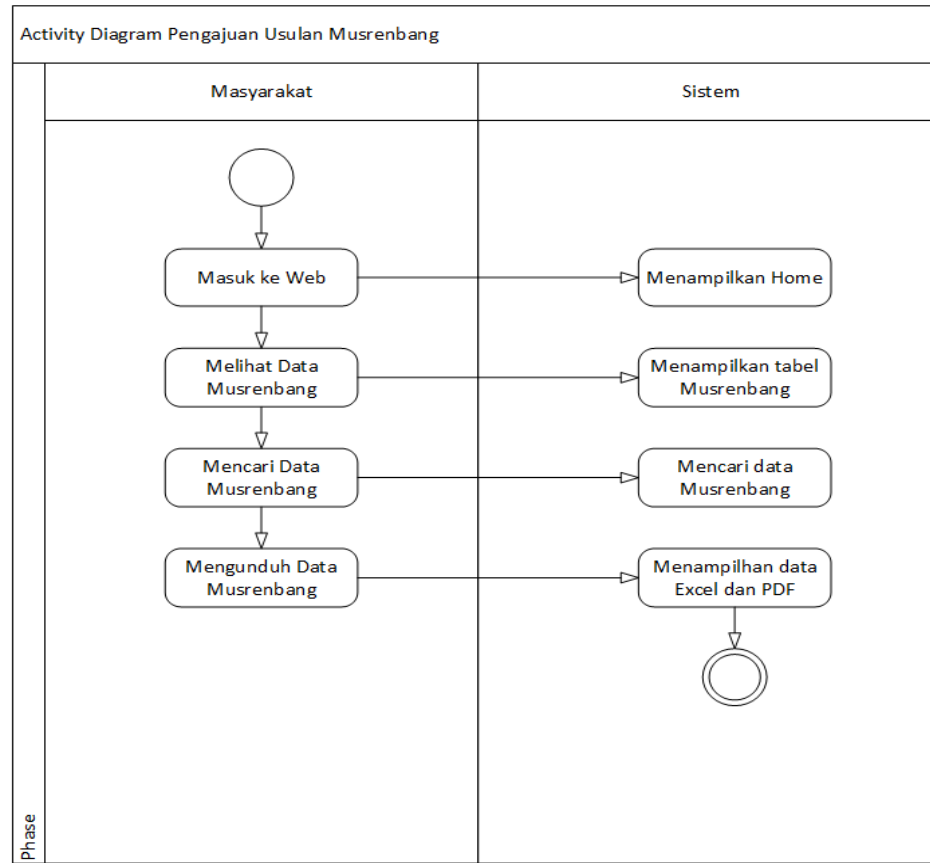 Activity Diagram Pengajuan Usulan Musrenbang
Masyarakat
Sistem
Masuk ke Web
Menampilkan Home
Melihat Data
Musrenbang
Menampilkan tabel
Musrenbang
Mencari Data
Musrenbang
Mencari data
Musrenbang
Mengunduh Data
Musrenbang
Menampilhan data
Excel dan PDF
Phase